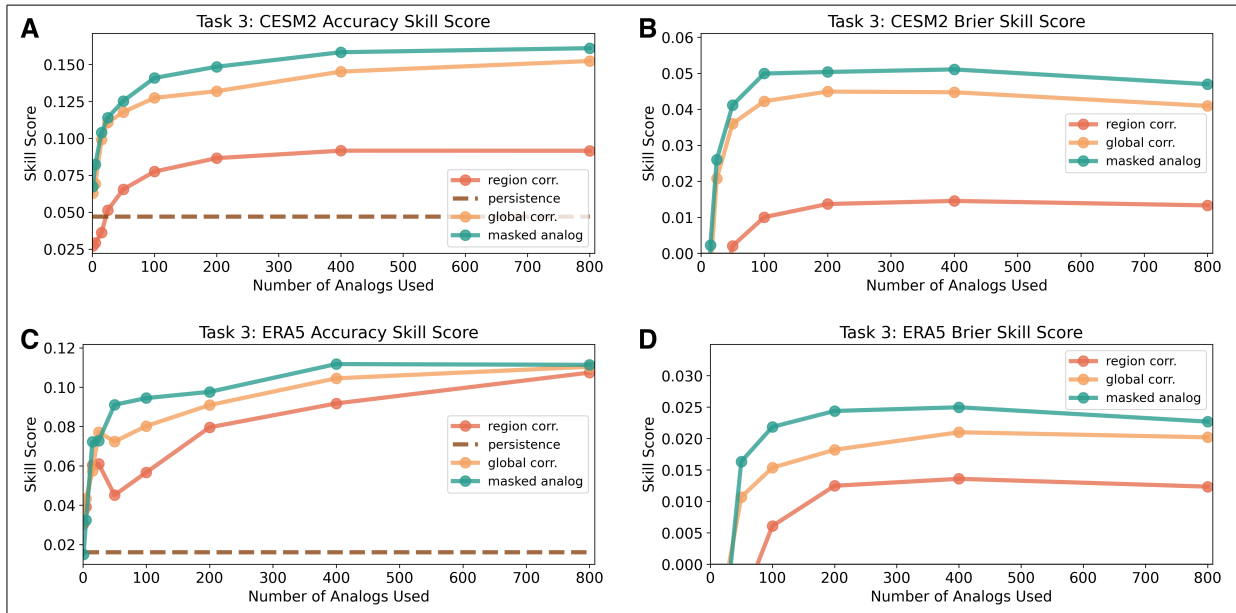 A
Task 3: CESM2 Accuracy Skill Score
Skill Score
0.150
0.125
0.100
0.075
0.050
0.025
region corr.
persistence
global corr.
masked analog
0 100 200 300 400 500 600 700 800
Number of Analogs Used
B
Task 3: CESM2 Brier Skill Score
Skill Score
0.06
0.05
0.04
0.03
0.02
0.01
0.00
region corr.
global corr.
masked analog
0 100 200 300 400 500 600 700 800
Number of Analogs Used
C
Task 3: ERA5 Accuracy Skill Score
Skill Score
0.12
0.10
0.08
0.06
0.04
0.02
region corr.
persistence
global corr.
masked analog
0 100 200 300 400 500 600 700 800
Number of Analogs Used
D
Task 3: ERA5 Brier Skill Score
Skill Score
0.030
0.025
0.020
0.015
0.010
0.005
0.000
region corr.
global corr.
masked analog
0 100 200 300 400 500 600 700 800
Number of Analogs Used